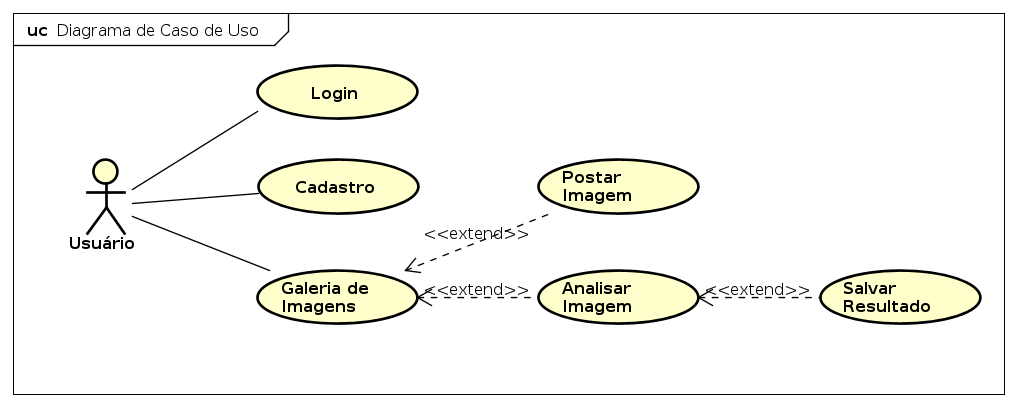 uc Diagrama de Caso de Uso
Login
Cadastro
Postar
Imagem
Usuário
<<extend>>
Galeria de
Imagens
<<extend>>
Analisar
Imagem
<<extend>>
Salvar
Resultado